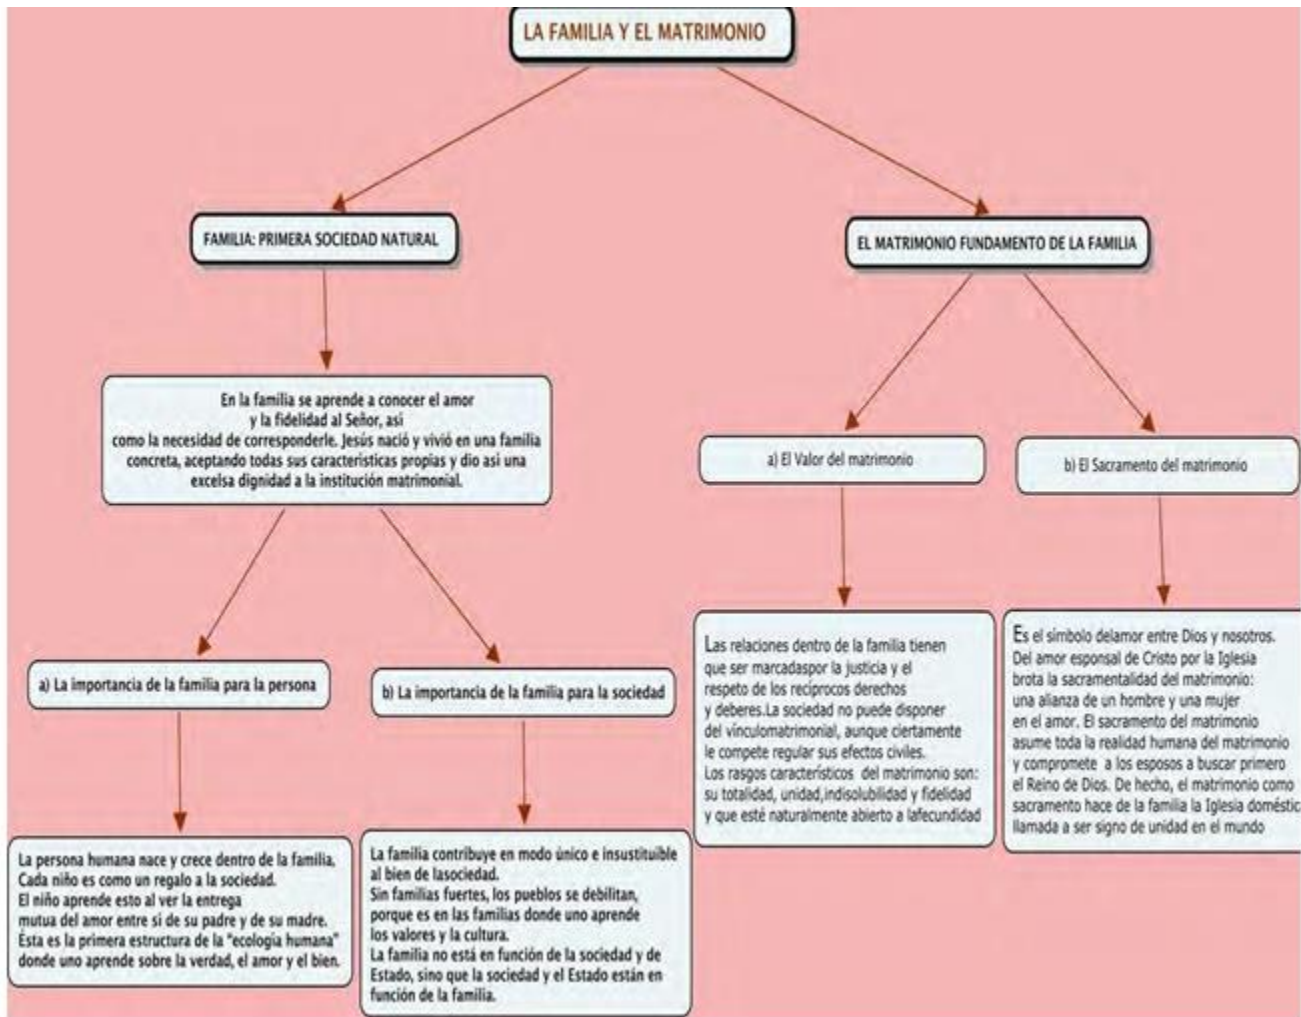 LA FAMILIA Y EL MATRIMONIO
FAMILIA: PRIMERA SOCIEDAD NATURAL
EL MATRIMONIO FUNDAMENTO DE LA FAMILIA
En la familia se aprende a conocer el amor
y la fidelidad al Señor, asi
como la necesidad de corresponderle. Jesús nació y vivió en una familia
concreta, aceptando todas sus caracteristicas propias y dio asi una
excelsa dignidad a la institución matrimonial.
a) La importancia de la familia para la persona
La persona humana nace y crece dentro de la familia,
Cada niño es como un regalo a la sociedad.
El niño aprende esto al ver la entrega
mutua del amor entre si de su padre y de su madre.
Ésta es la primera estructura de la "ecologia humana"
donde uno aprende sobre la verdad, el amor y el bien.
b) La importancia de la familia para la sociedad
La familia contribuye en modo único e insustituible
al bien de lasociedad.
Sin familias fuertes, los pueblos se debilitan,
porque es en las familias donde uno aprende
los valores y la cultura.
La familia no está en función de la sociedad y de
Estado, sino que la sociedad y el Estado están en
función de la familia.
a) El Valor del matrimonio
Las relaciones dentro de la familia tienen
que ser marcadaspor la justicia y el
respeto de los recíprocos derechos
y deberes.La sociedad no puede disponer
del vínculomatrimonial, aunque ciertamente
le compete regular sus efectos civiles.
Los rasgos característicos del matrimonio son:
su totalidad, unidad,indisolubilidad y fidelidad
y que esté naturalmente abierto a lafecundidad
b) El Sacramento del matrimonio
Es el símbolo delamor entre Dios y nosotros.
Del amor esponsal de Cristo por la Iglesia
brota la sacramentalidad del matrimonio:
una alianza de un hombre y una mujer
en el amor. El sacramento del matrimonio
asume toda la realidad humana del matrimonio
y compromete a los esposos a buscar primero
el Reino de Dios. De hecho, el matrimonio como
sacramento hace de la familia la Iglesia doméstic
llamada a ser signo de unidad en el mundo